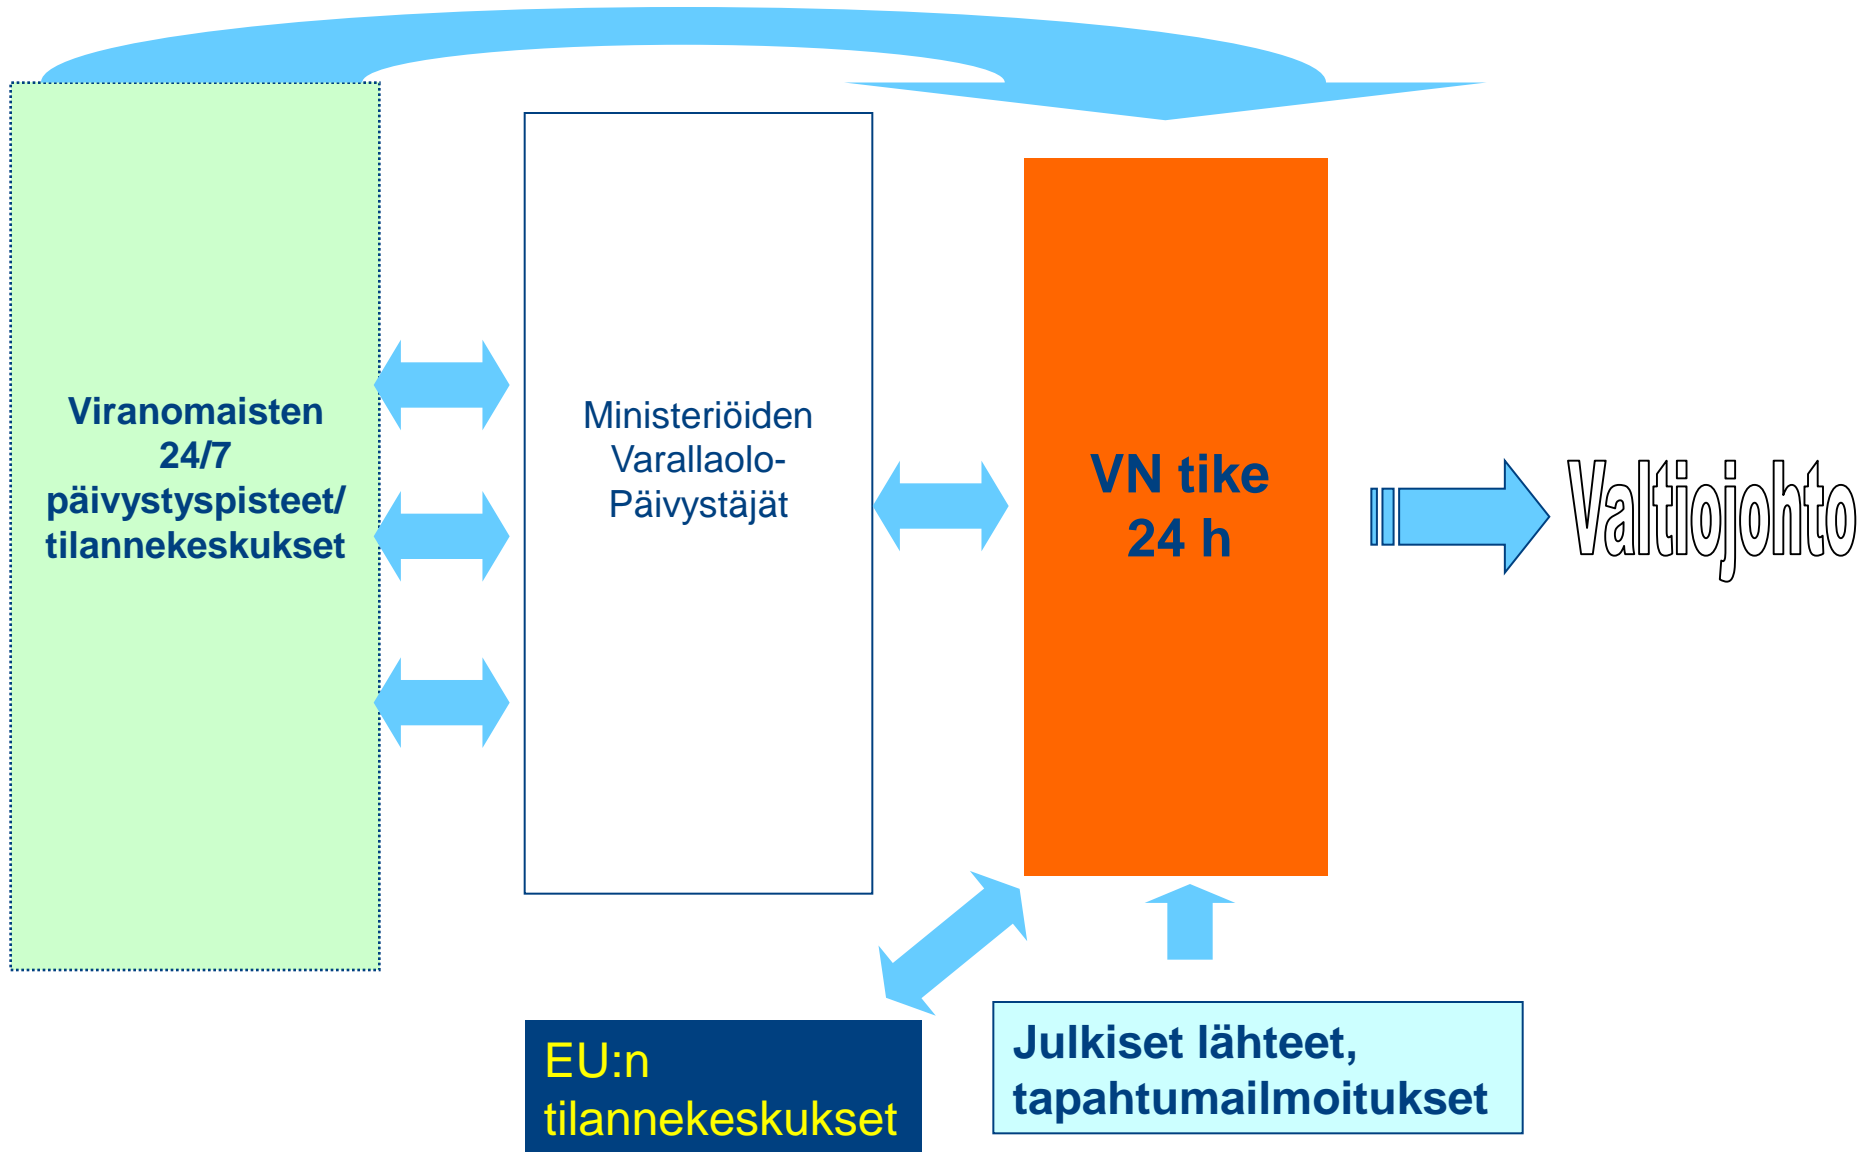 Viranomaisten
24/7
päivystyspisteet/
tilannekeskukset
Ministeriöiden
Varallaolo-
Päivystäjät
VN tike
24 h
Valtiojohto
EU:n
tilannekeskukset
Julkiset lähteet,
tapahtumailmoitukset